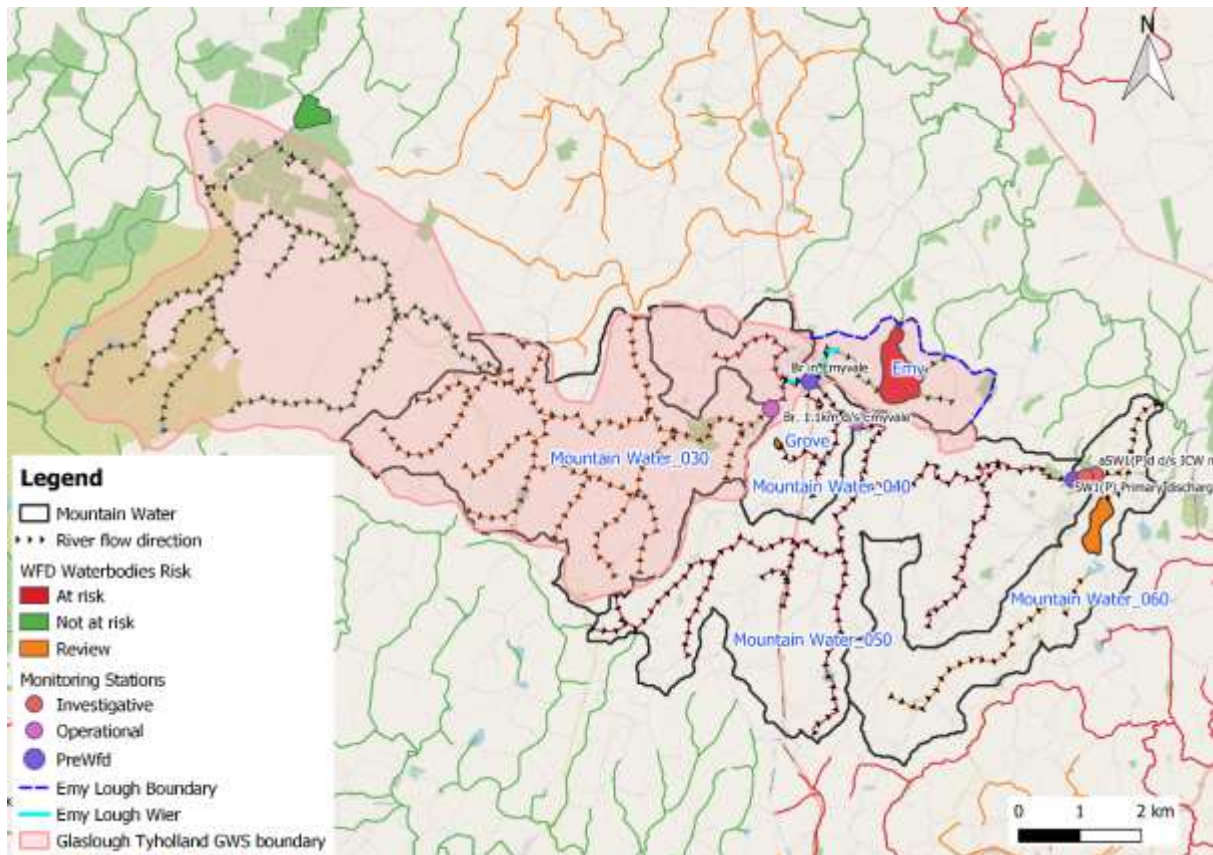 N
Br in Emyvale
Emy
Br. 1.1km d/s Emyvale
Grove
Mountain Water_030
Mountain Water_040
aSW1(P)d d/s ICW
SW1(P) Primary discharg
Mountain Water_060
Mountain Water_050
Legend
Mountain Water
River flow direction
WFD Waterbodies Risk
At risk
Not at risk
Review
Monitoring Stations
Investigative
Operational
PreWfd
Emy Lough Boundary
Emy Lough Wier
Glaslough Tyholland GWS boundary
0 1 2 km